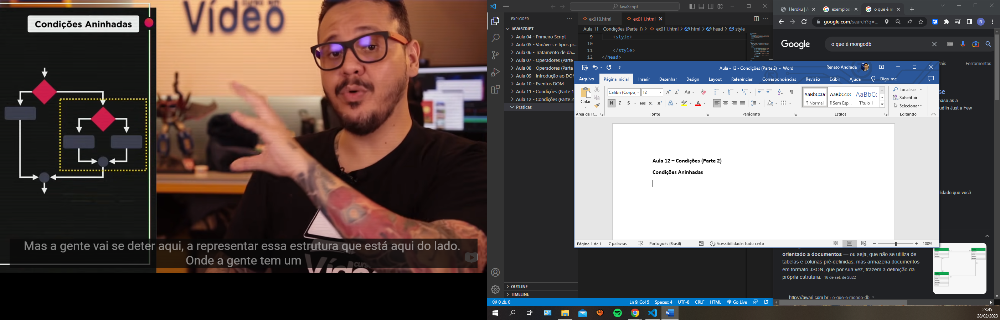 Condições Aninhadas
curso em
Vídeo
Mas a gente vai se deter aqui, a representar essa estrutura que está aqui do lado.
Onde a gente tem um
JavaScript
EXPLORER
JAVASCRIPT
Aula 04 - Primeiro Script
Aula 05 - Variáveis e tipos pr...
Aula 06 - Tratamento de da...
Aula 07 - Operadores (Parte
Aula 08 - Operadores (Parte
Aula 09 - Introdução ao DOM
Aula 10 - Eventos DOM
Aula 11 - Condições (Parte 1
Aula 12 - Condições (Parte 2
Praticas
OUTLINE
TIMELINE
ex010.html
ex011.html
Aula 11 - Condições (Parte 1) > ex011.html > html > head > style
9 <style>
10
11 </style>
12 </head>
0 0
Ln 9, Col 5 Spaces: 4 UTF-8 CRLF HTML Go Live
Aula - 12 - Condições (Parte 2) - Word
Renato Andrade
Arquivo Página Inicial Inserir Desenhar Design Layout Referências Correspondências Revisão Exibir Ajuda Diga-me
Colar
Área de Tr...
Calibri (Corpo) 12
N I S abc x₂ x²
Fonte
Parágrafo
AaBbCcDc AaBbCcDc AaBbCc
¶ Normal ¶ Sem Esp... Título 1
Estilos
Localizar
Substituir
Selecionar
Editando
Aula 12 – Condições (Parte 2)
Condições Aninhadas
Página 1 de 1 7 palavras Português (Brasil) Acessibilidade: tudo certo 100%
Heroku | A exemplos o que é m
google.com/search?q=...
R
Google
o que é mongodb
Mais Ferramentas
se
base as a
ud in Just a Few
lidade que você
orientado a documentos — ou seja, que não se utiliza de
tabelas e colunas pré-definidas, mas armazena documentos
em formato JSON, que por sua vez, trazem a definição da
própria estrutura. 16 de set. de 2022
https://awari.com.br › o-que-e-mongo-db
23:45
28/02/2023